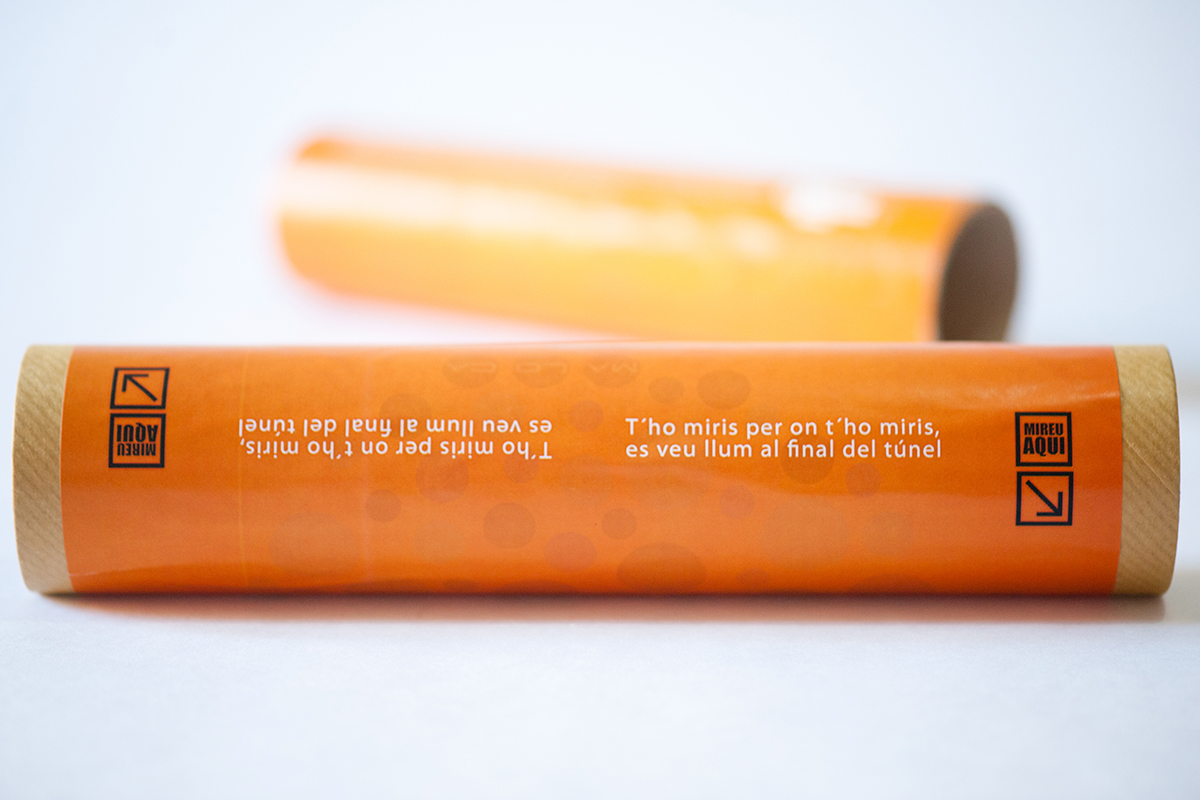 MIREU
AQUI
T´ho miris per on t´ho miris,
es veu llum al final del túnel
T´ho miris per on t´ho miris,
es veu llum al final del túnel
MIREU
AQUI